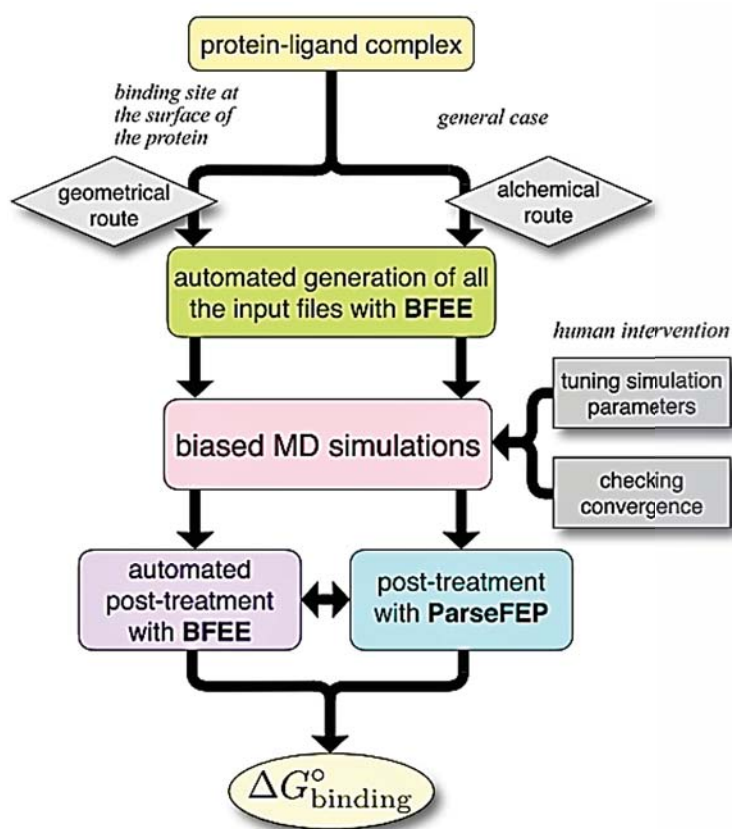 protein-ligand complex
binding site at
the surface of
the protein
general case
geometrical
route
alchemical
route
automated generation of all
the input files with BFEE
human intervention
tuning simulation
parameters
biased MD simulations
checking
convergence
automated
post-treatment
with BFEE
post-treatment
with ParseFEP
ΔG°binding